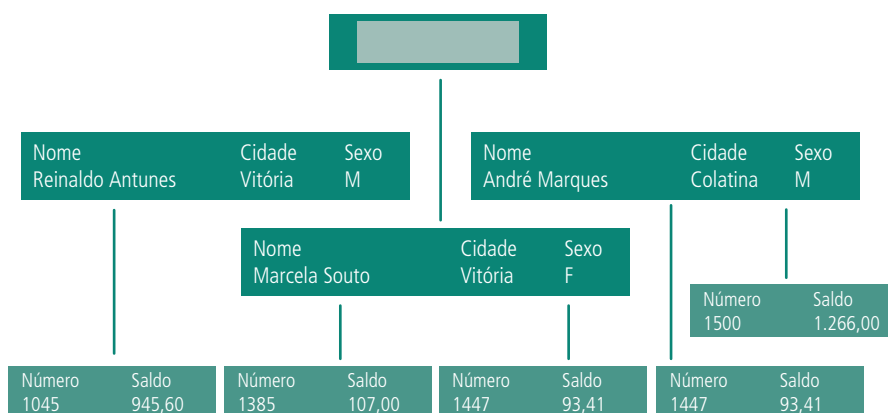 Nome Cidade Sexo
Reinaldo Antunes Vitória M
Nome Cidade Sexo
André Marques Colatina M
Nome Cidade Sexo
Marcela Souto Vitória F
Número Saldo
1500 1.266,00
Número Saldo
1045 945,60
Número Saldo
1385 107,00
Número Saldo
1447 93,41
Número Saldo
1447 93,41